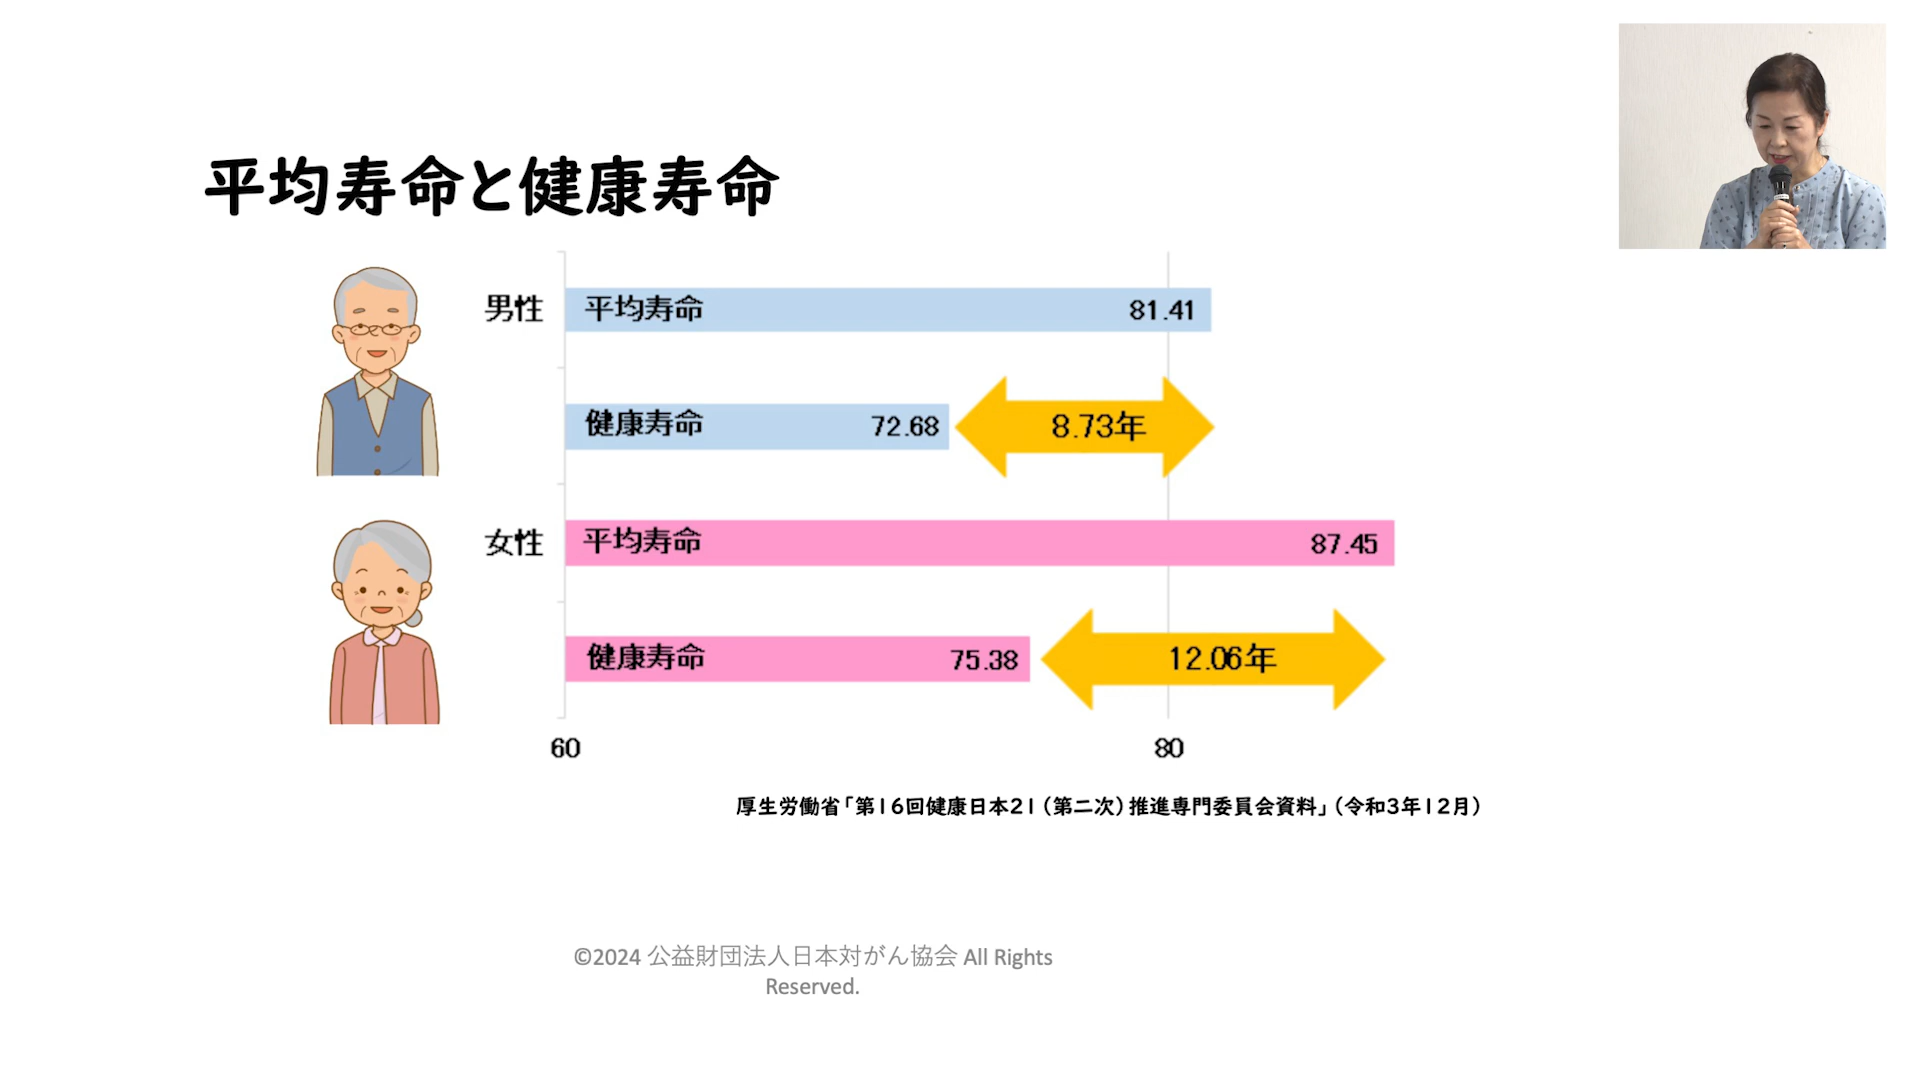 平均寿命と健康寿命
男性 平均寿命 81.41
健康寿命 72.68 8.73年
女性 平均寿命 87.45
健康寿命 75.38 12.06年
60 80
厚生労働省「第16回健康日本21（第二次）推進専門委員会資料」（令和3年12月）
©2024 公益財団法人日本対がん協会 All Rights
Reserved.